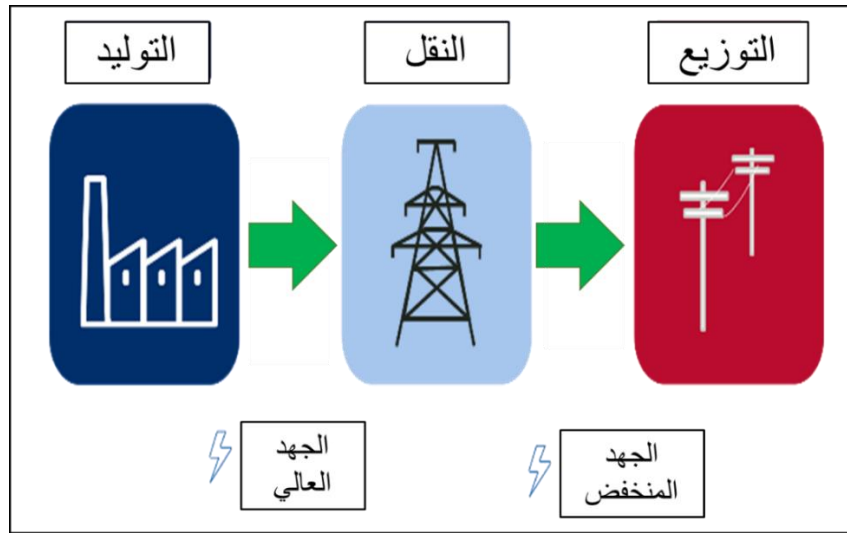 التوليد
النقل
التوزيع
الجهد
العالي
الجهد
المنخفض